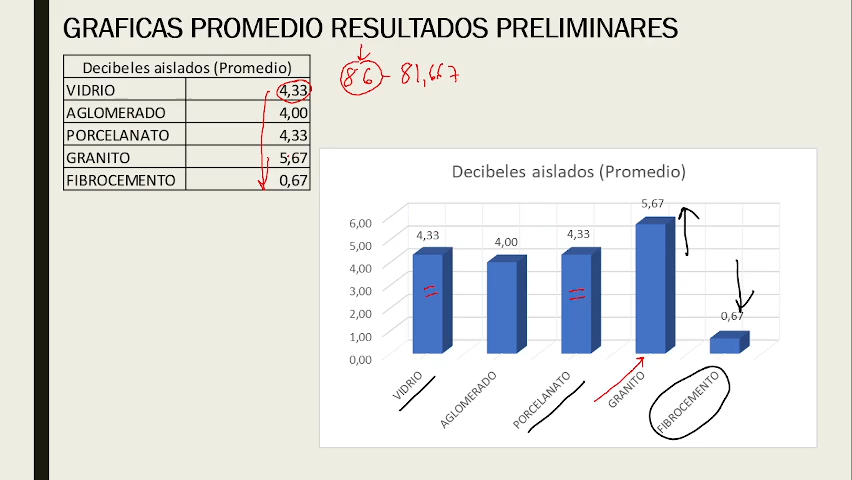 GRAFICAS PROMEDIO RESULTADOS PRELIMINARES
Decibeles aislados (Promedio)
VIDRIO 4,33
AGLOMERADO 4,00
PORCELANATO 4,33
GRANITO 5,67
FIBROCEMENTO 0,67
86 - 81,667
Decibeles aislados (Promedio)
6,00
5,00
4,00
3,00
2,00
1,00
0,00
4,33
4,00
4,33
5,67
0,67
VIDRIO
AGLOMERADO
PORCELANATO
GRANITO
FIBROCEMENTO